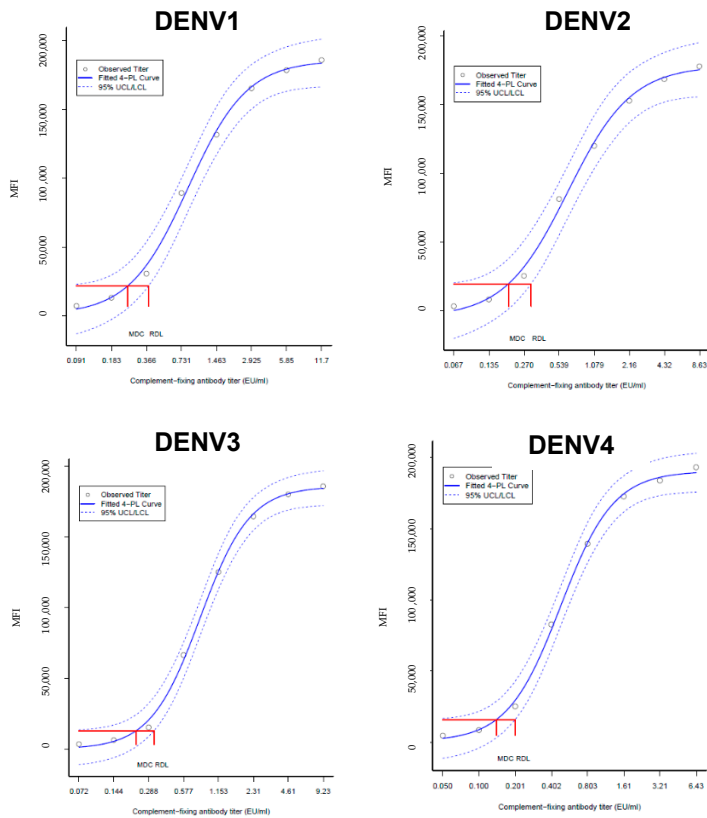 DENV1
200,000
150,000
100,000
50,000
0
MFI
Observed Titer
Fitted 4−PL Curve
95% UCL/LCL
MDC RDL
0.091 0.183 0.366 0.731 1.463 2.925 5.85 11.7
Complement−fixing antibody titer (EU/ml)
DENV2
200,000
150,000
100,000
50,000
0
MFI
Observed Titer
Fitted 4−PL Curve
95% UCL/LCL
MDC RDL
0.067 0.135 0.270 0.539 1.079 2.16 4.32 8.63
Complement−fixing antibody titer (EU/ml)
DENV3
200,000
150,000
100,000
50,000
0
MFI
Observed Titer
Fitted 4−PL Curve
95% UCL/LCL
MDC RDL
0.072 0.144 0.288 0.577 1.153 2.31 4.61 9.23
Complement−fixing antibody titer (EU/ml)
DENV4
200,000
150,000
100,000
50,000
0
MFI
Observed Titer
Fitted 4−PL Curve
95% UCL/LCL
MDC RDL
0.050 0.100 0.201 0.402 0.803 1.61 3.21 6.43
Complement−fixing antibody titer (EU/ml)